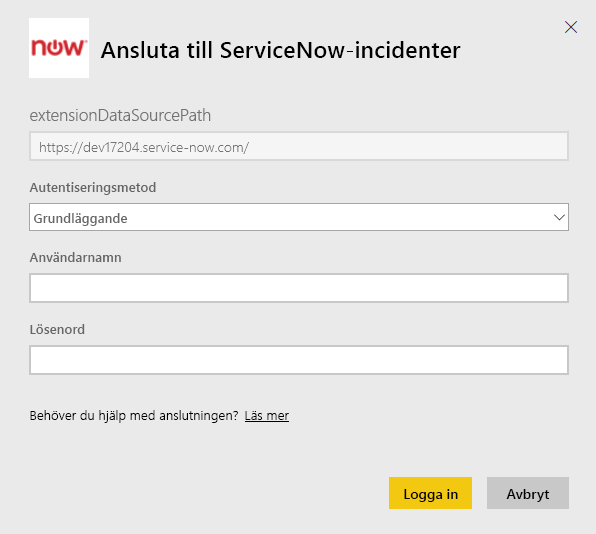 now
Ansluta till ServiceNow-incidenter
extensionDataSourcePath
https://dev17204.service-now.com/
Autentiseringsmetod
Grundläggande
Användarnamn
Lösenord
Behöver du hjälp med anslutningen? Läs mer
Logga in Avbryt